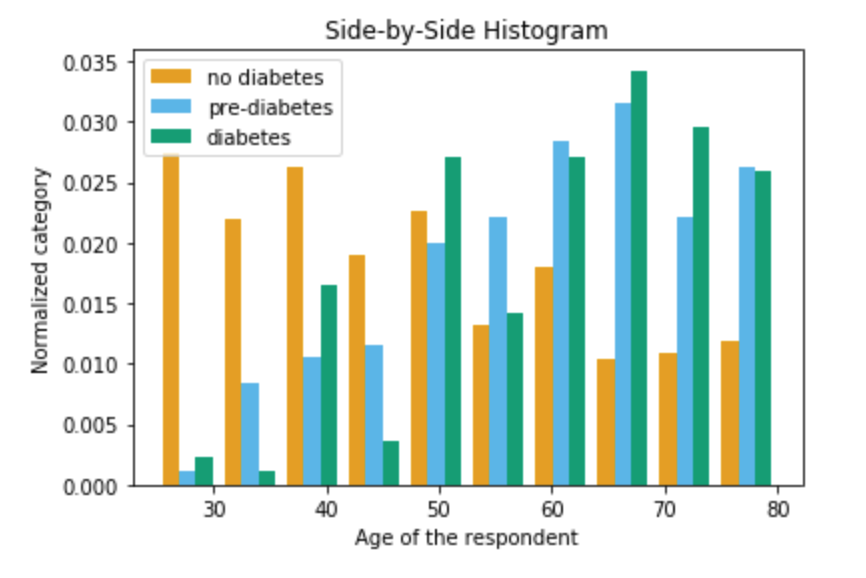 Side-by-Side Histogram
no diabetes
pre-diabetes
diabetes
Normalized category
0.035
0.030
0.025
0.020
0.015
0.010
0.005
0.000
30 40 50 60 70 80
Age of the respondent